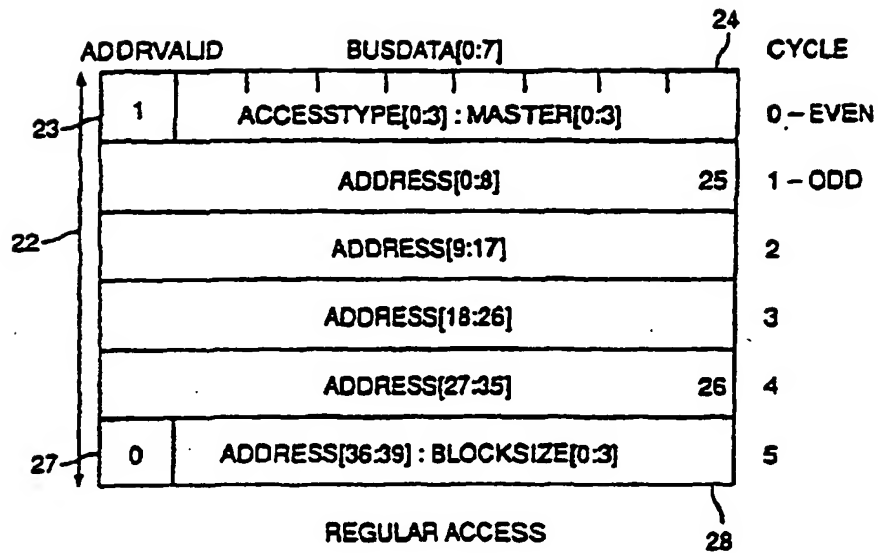 24
ADDRVALID BUSDATA[0:7] CYCLE
23 1 ACCESSTYPE[0:3] : MASTER[0:3] 0 – EVEN
ADDRESS[0:8] 25 1 – ODD
22 ADDRESS[9:17] 2
ADDRESS[18:26] 3
ADDRESS[27:35] 26 4
27 0 ADDRESS[36:39] : BLOCKSIZE[0:3] 5
REGULAR ACCESS
28